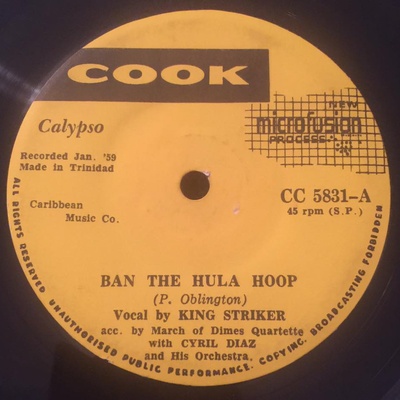 COOK
NEW
microfusion
PROCESS
Calypso
Recorded Jan. '59
Made in Trinidad
CC 5831-A
45 rpm (S.P.)
Caribbean
Music Co.
BAN THE HULA HOOP
(P. Oblington)
Vocal by KING STRIKER
acc. by March of Dimes Quartette
with CYRIL DIAZ
and His Orchestra.
ALL RIGHTS RESERVED UNAUTHORISED PUBLIC PERFORMANCE, COPYING, BROADCASTING FORBIDDEN